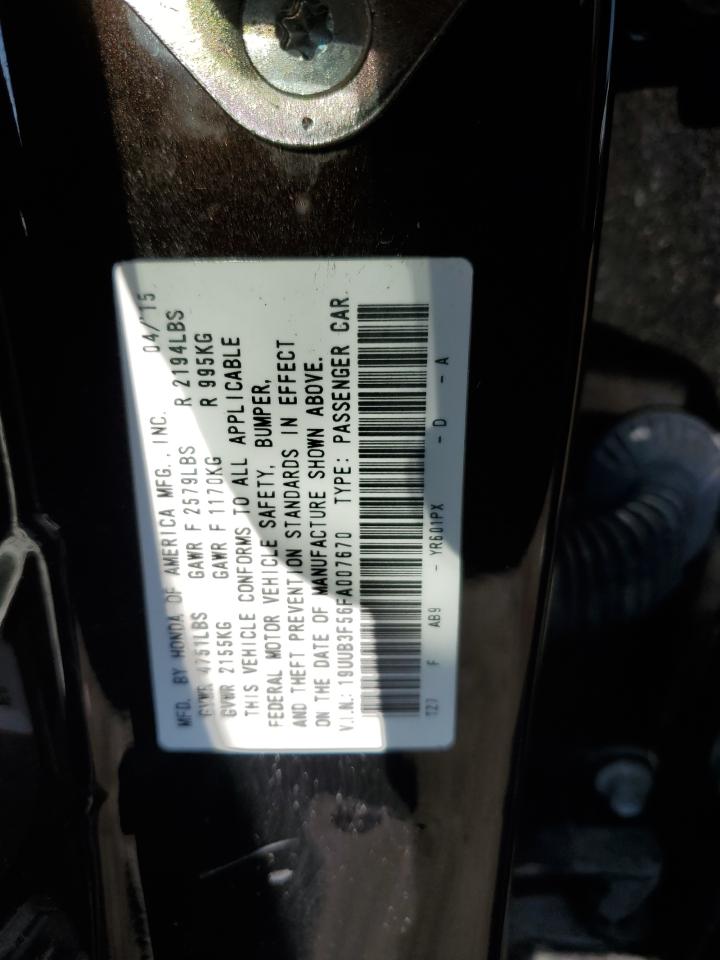 MFD. BY HONDA OF AMERICA MFG., INC. 04/'15
GVWR 4751LBS GAWR F 2579LBS R 2194LBS
GVWR 2155KG GAWR F 1170KG R 995KG
THIS VEHICLE CONFORMS TO ALL APPLICABLE
FEDERAL MOTOR VEHICLE SAFETY, BUMPER,
AND THEFT PREVENTION STANDARDS IN EFFECT
ON THE DATE OF MANUFACTURE SHOWN ABOVE.
V.I.N.: 19UUB3F56FA007670 TYPE: PASSENGER CAR
TZ7 F AB9 - YR601PX - D - A